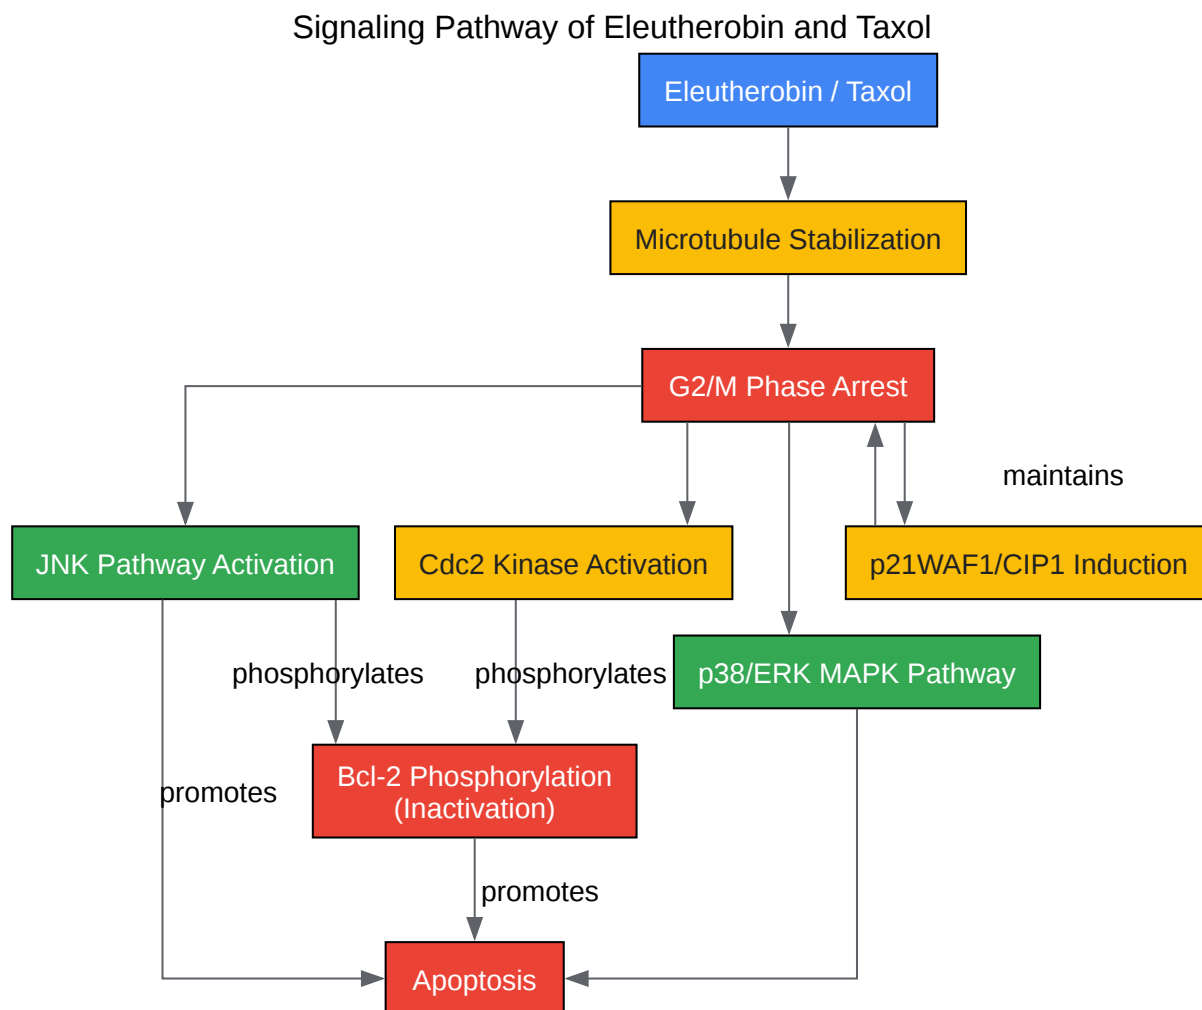 Signaling Pathway of Eleutherobin and Taxol
Eleutherobin / Taxol
Microtubule Stabilization
G2/M Phase Arrest
maintains
JNK Pathway Activation
Cdc2 Kinase Activation
p21WAF1/CIP1 Induction
phosphorylates
phosphorylates
p38/ERK MAPK Pathway
Bcl-2 Phosphorylation
(Inactivation)
promotes
promotes
Apoptosis